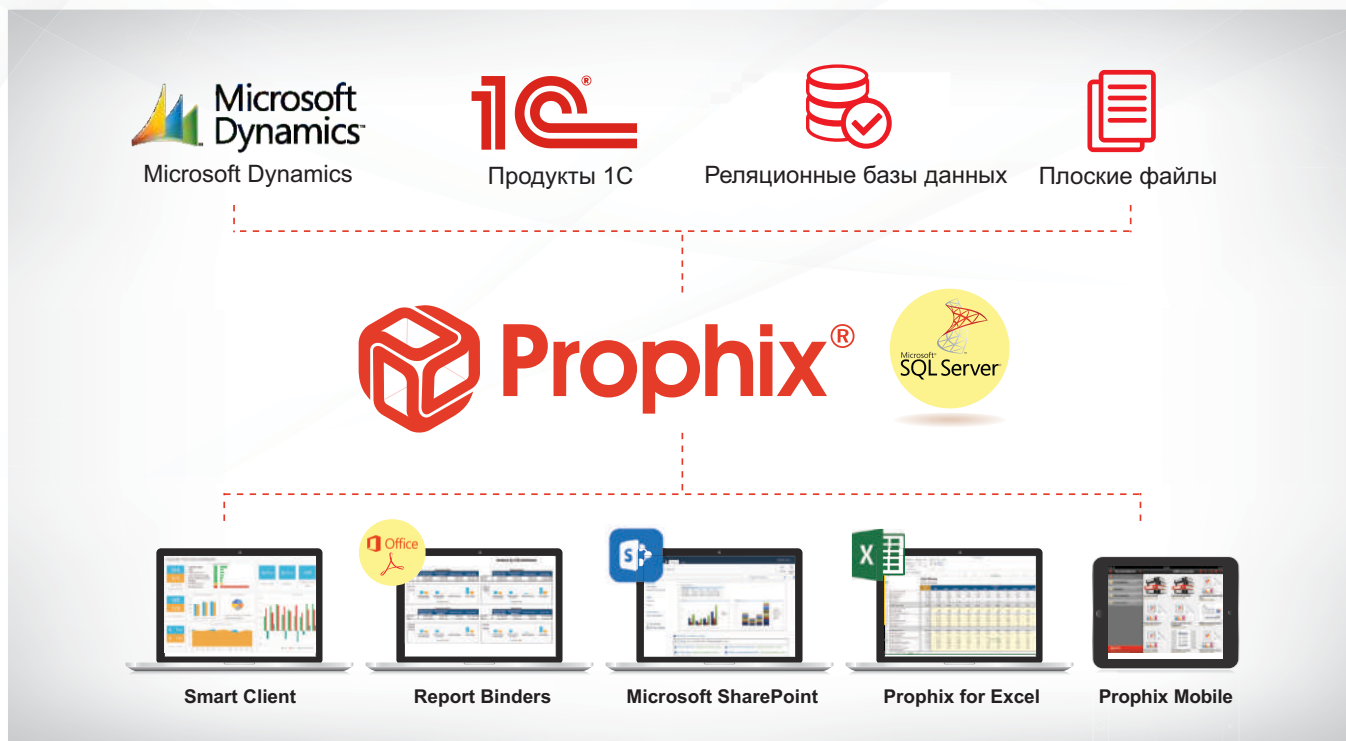 Microsoft
Dynamics
1С®
Microsoft Dynamics
Продукты 1С
Реляционные базы данных
Плоские файлы
Prophix®
Microsoft®
SQL Server
Office
S
X
Smart Client
Report Binders
Microsoft SharePoint
Prophix for Excel
Prophix Mobile